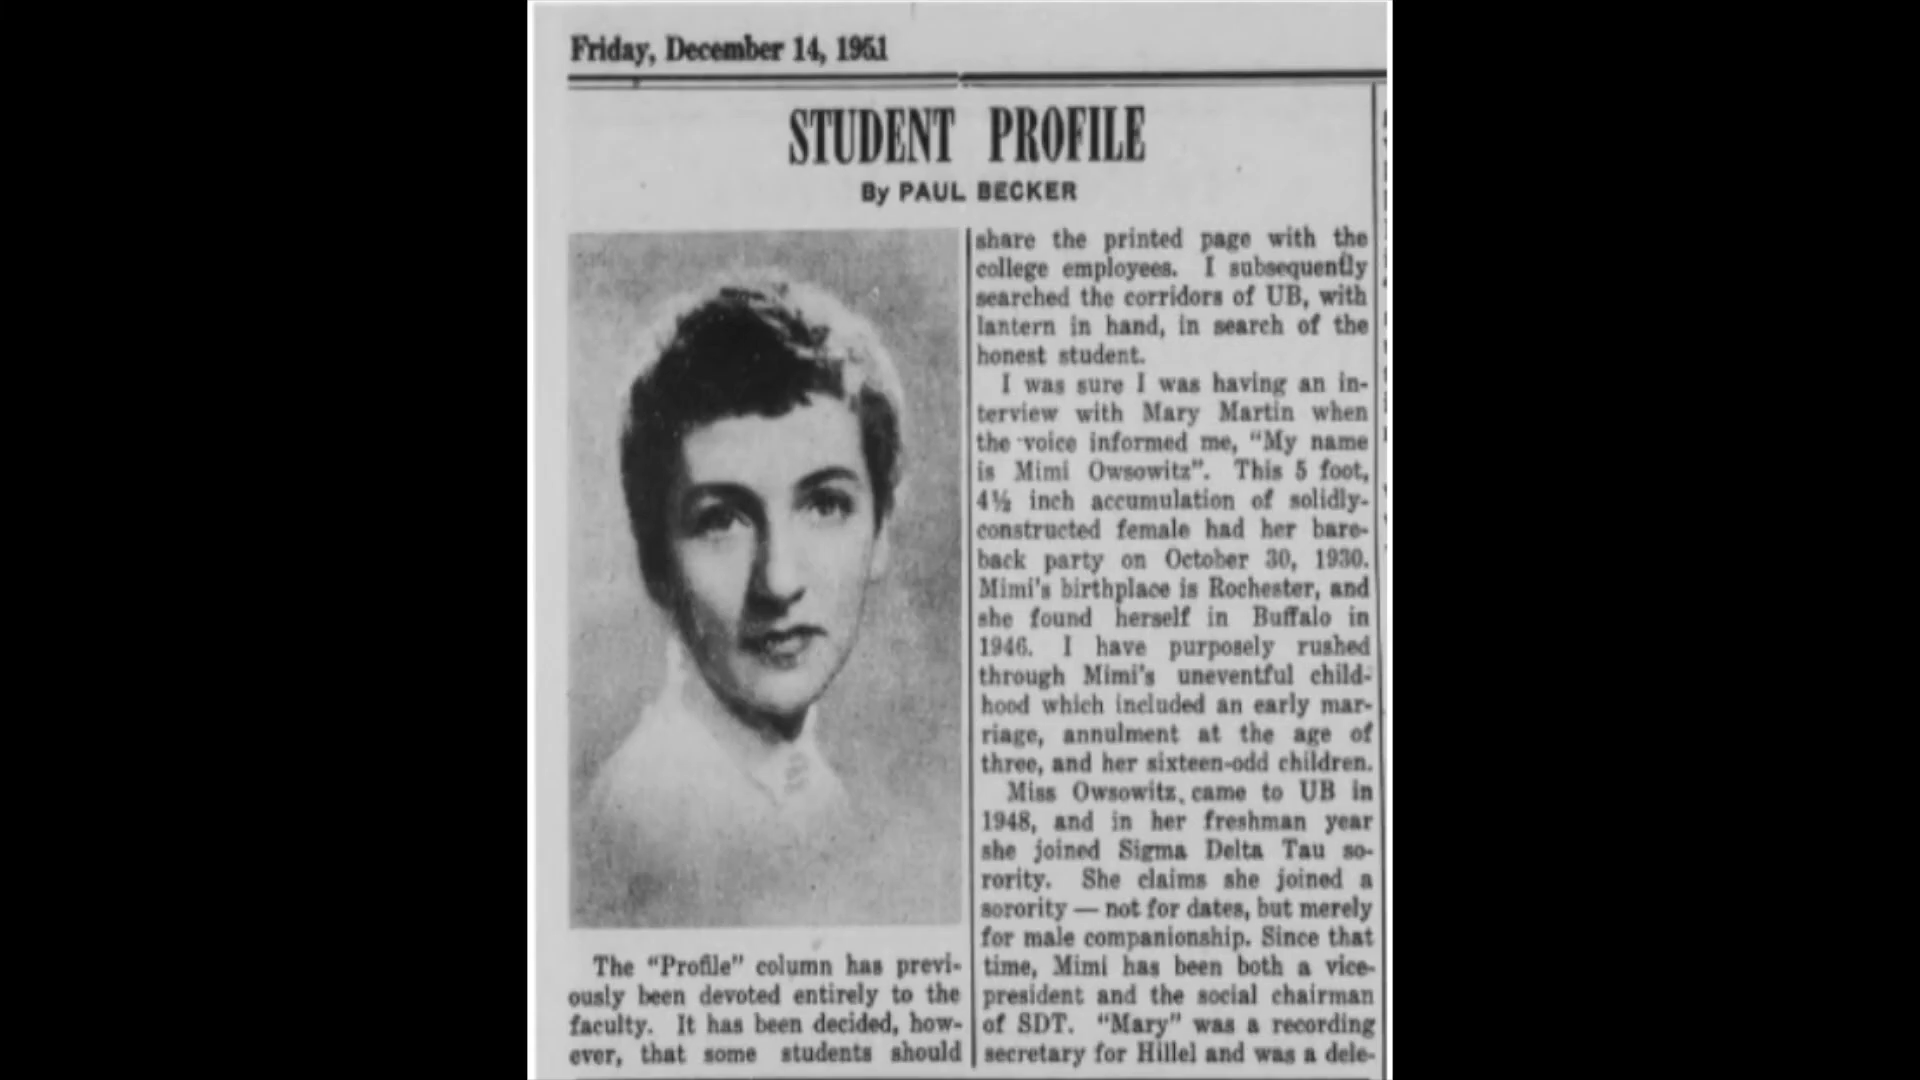 Friday, December 14, 1951
STUDENT PROFILE
By PAUL BECKER
The "Profile" column has previ-
ously been devoted entirely to the
faculty. It has been decided, how-
ever, that some students should
share the printed page with the
college employees. I subsequently
searched the corridors of UB, with
lantern in hand, in search of the
honest student.
I was sure I was having an in-
terview with Mary Martin when
the voice informed me, "My name
is Mimi Owsowitz". This 5 foot,
4½ inch accumulation of solidly-
constructed female had her bare-
back party on October 30, 1930.
Mimi's birthplace is Rochester, and
she found herself in Buffalo in
1946. I have purposely rushed
through Mimi's uneventful child-
hood which included an early mar-
riage, annulment at the age of
three, and her sixteen-odd children.
Miss Owsowitz, came to UB in
1948, and in her freshman year
she joined Sigma Delta Tau so-
rority. She claims she joined a
sorority — not for dates, but merely
for male companionship. Since that
time, Mimi has been both a vice-
president and the social chairman
of SDT. "Mary" was a recording
secretary for Hillel and was a dele-